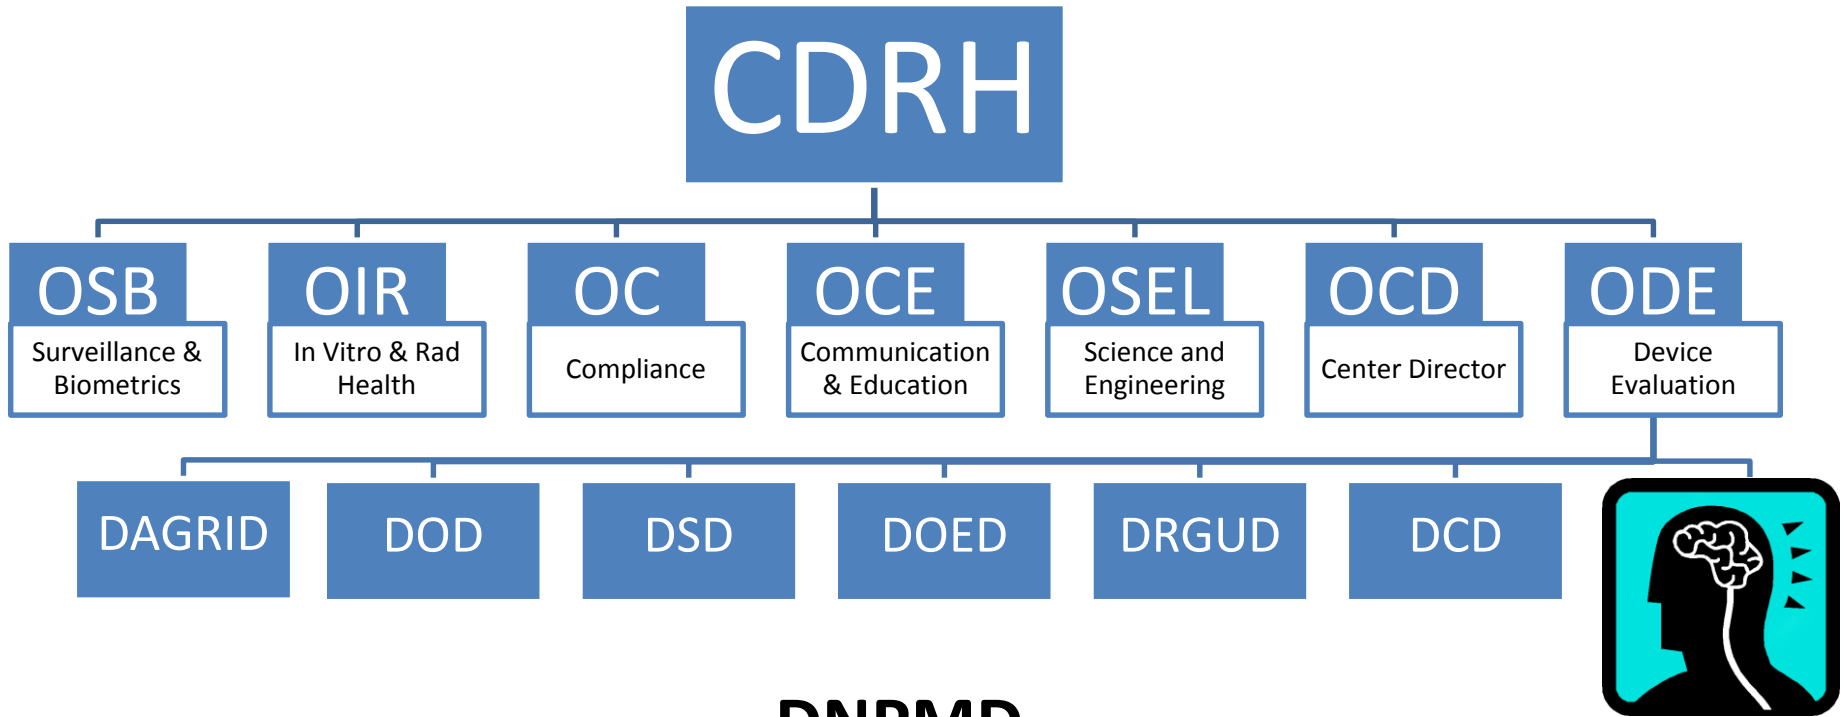 CDRH
OSB
OIR
OC
OCE
OSEL
OCD
ODE
Surveillance &
Biometrics
In Vitro & Rad
Health
Compliance
Communication
& Education
Science and
Engineering
Center Director
Device
Evaluation
DAGRID
DOD
DSD
DOED
DRGUD
DCD
DNPMD